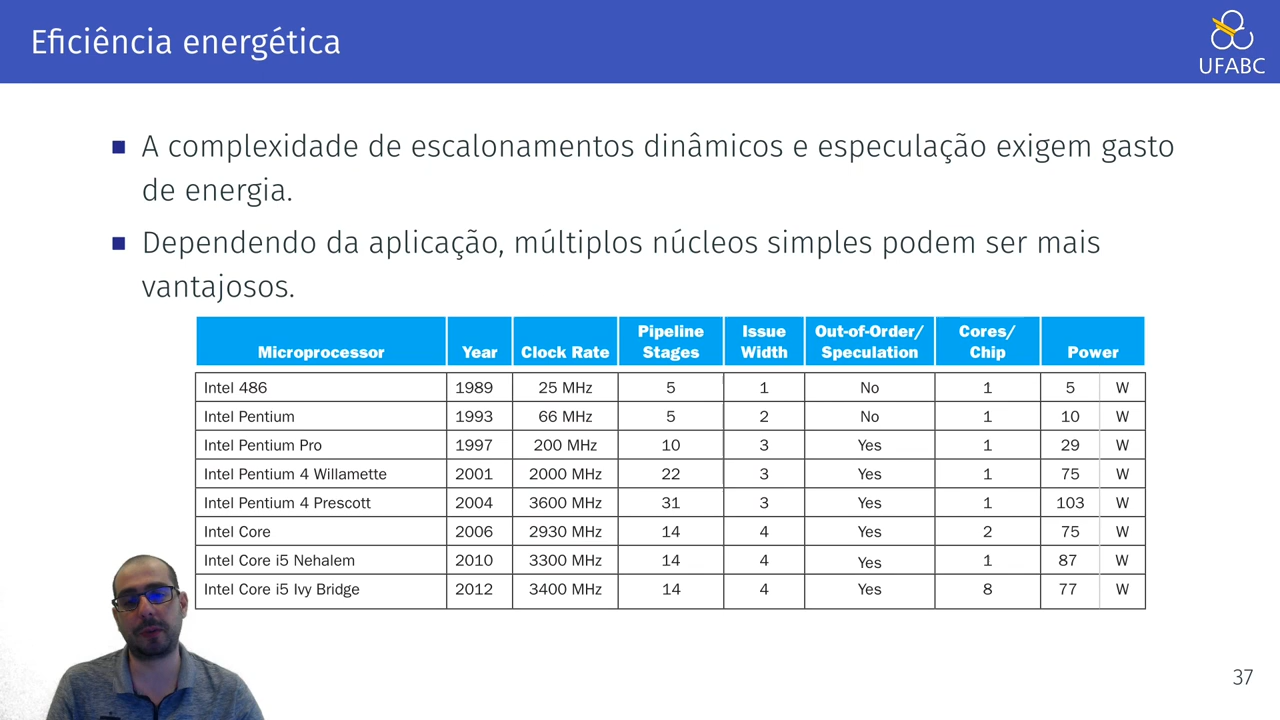 Eficiência energética
UFABC
■ A complexidade de escalonamentos dinâmicos e especulação exigem gasto
de energia.
■ Dependendo da aplicação, múltiplos núcleos simples podem ser mais
vantajosos.
Microprocessor Year Clock Rate Pipeline Stages Issue Width Out-of-Order/ Speculation Cores/ Chip Power
Intel 486 1989 25 MHz 5 1 No 1 5 W
Intel Pentium 1993 66 MHz 5 2 No 1 10 W
Intel Pentium Pro 1997 200 MHz 10 3 Yes 1 29 W
Intel Pentium 4 Willamette 2001 2000 MHz 22 3 Yes 1 75 W
Intel Pentium 4 Prescott 2004 3600 MHz 31 3 Yes 1 103 W
Intel Core 2006 2930 MHz 14 4 Yes 2 75 W
Intel Core i5 Nehalem 2010 3300 MHz 14 4 Yes 1 87 W
Intel Core i5 Ivy Bridge 2012 3400 MHz 14 4 Yes 8 77 W
37